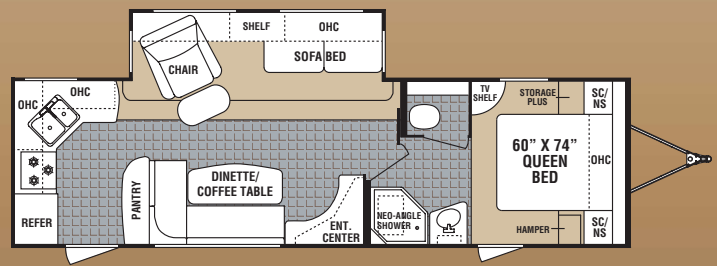 SHELF
OHC
SOFA BED
CHAIR
OHC
OHC
TV
SHELF
STORAGE
PLUS
SC/
NS
60” X 74”
QUEEN
BED
OHC
DINETTE/
COFFEE TABLE
PANTRY
REFER
ENT.
CENTER
NEO-ANGLE
SHOWER
HAMPER
SC/
NS